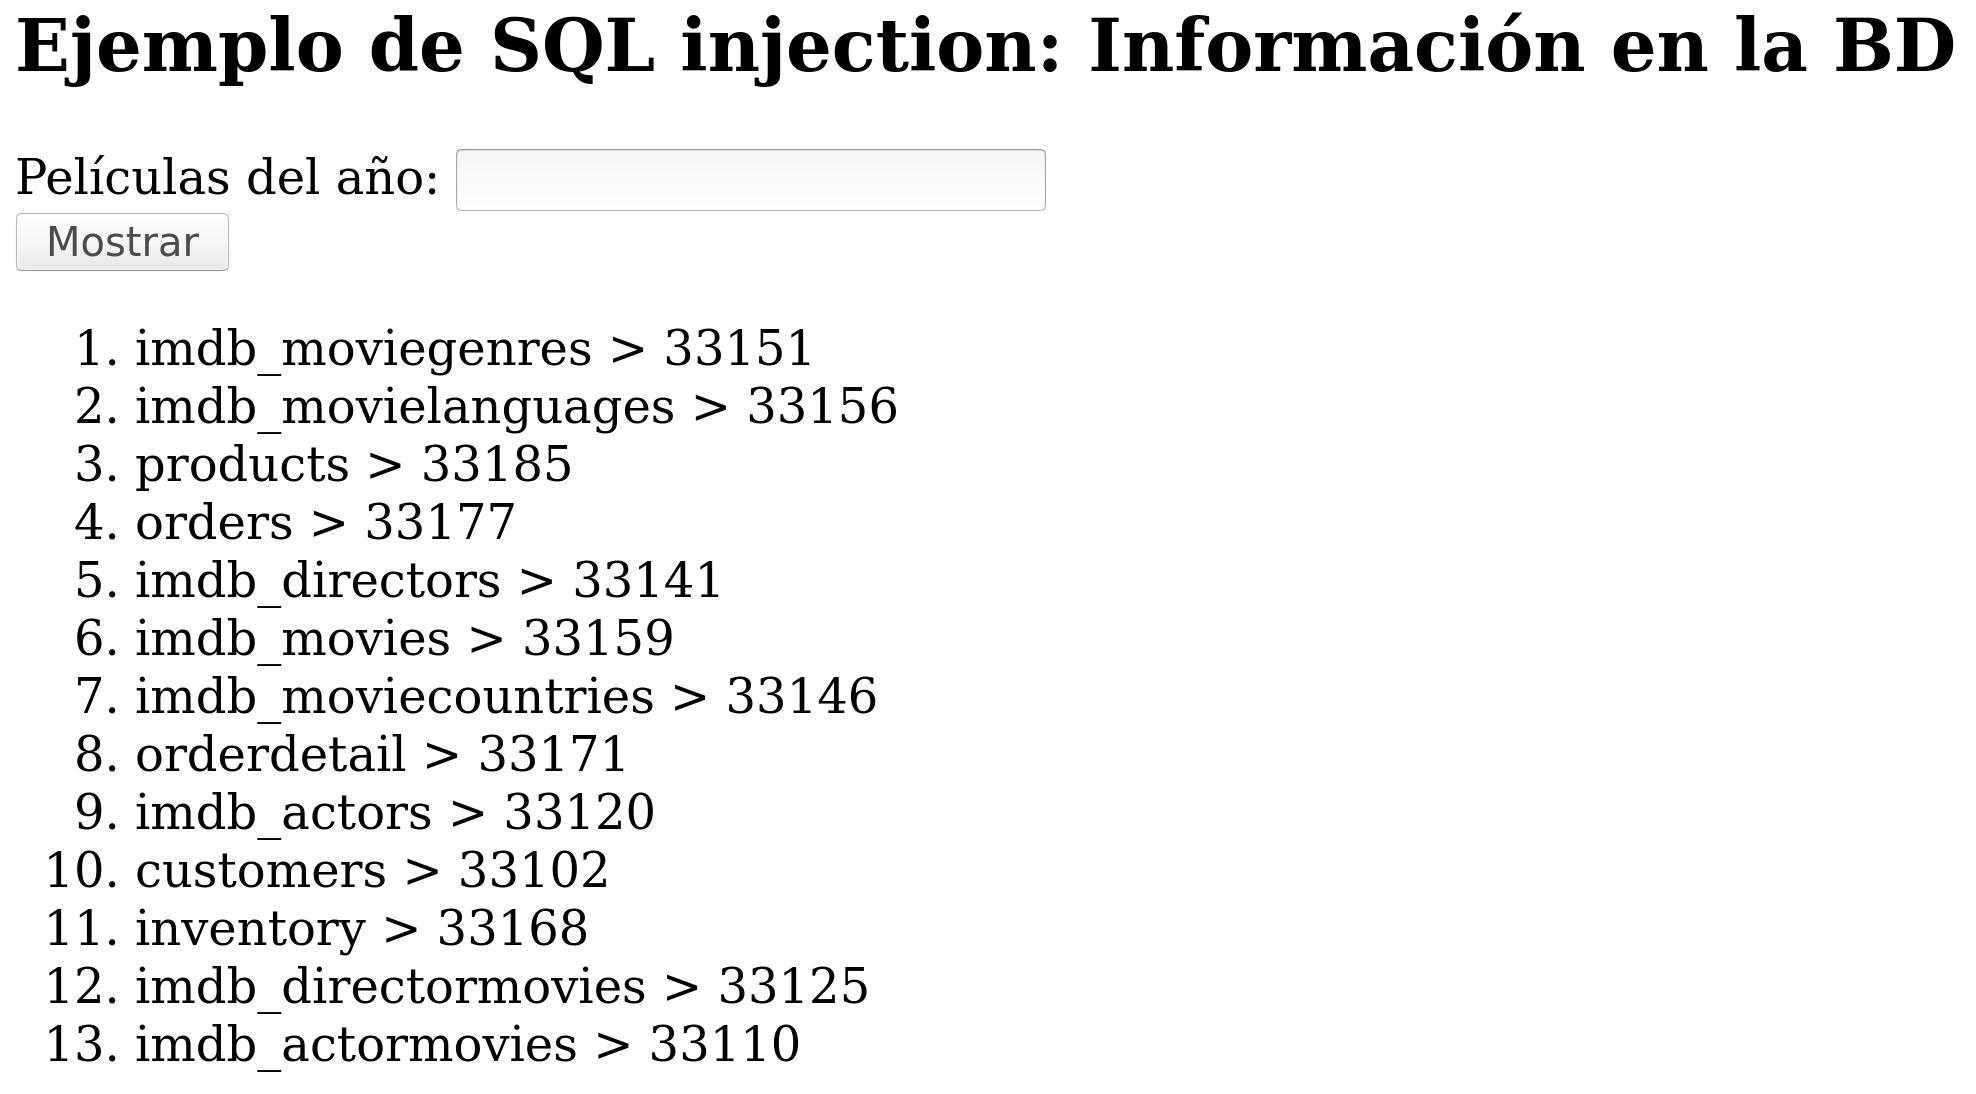 Ejemplo de SQL injection: Información en la BD
Películas del año:
Mostrar
1. imdb_moviegenres > 33151
2. imdb_movielanguages > 33156
3. products > 33185
4. orders > 33177
5. imdb_directors > 33141
6. imdb_movies > 33159
7. imdb_moviecountries > 33146
8. orderdetail > 33171
9. imdb_actors > 33120
10. customers > 33102
11. inventory > 33168
12. imdb_directormovies > 33125
13. imdb_actormovies > 33110